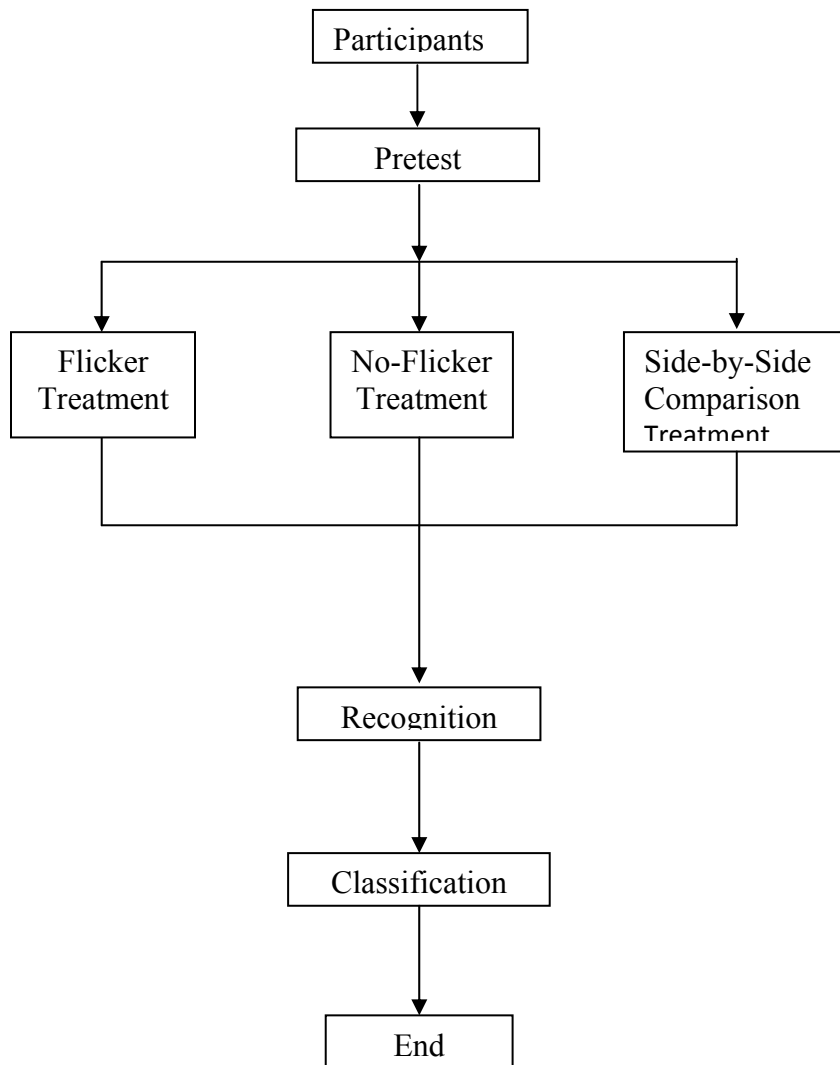 Participants
Pretest
Flicker
Treatment
No-Flicker
Treatment
Side-by-Side
Comparison
Treatment
Recognition
Classification
End